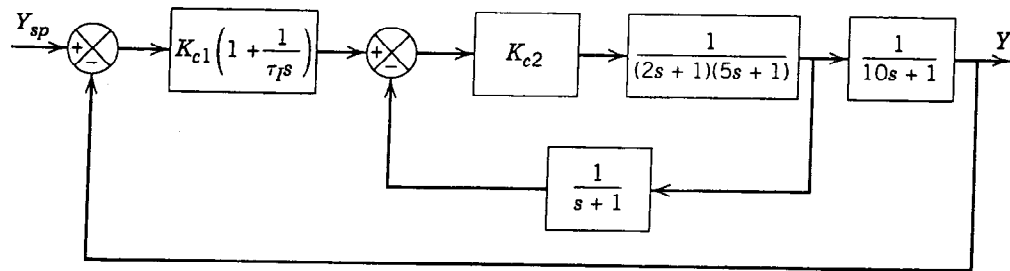 Y_sp
+
−
K_c1(1 + 1/(τ_I s))
+
−
K_c2
1/((2s + 1)(5s + 1))
1/(10s + 1)
Y
1/(s + 1)